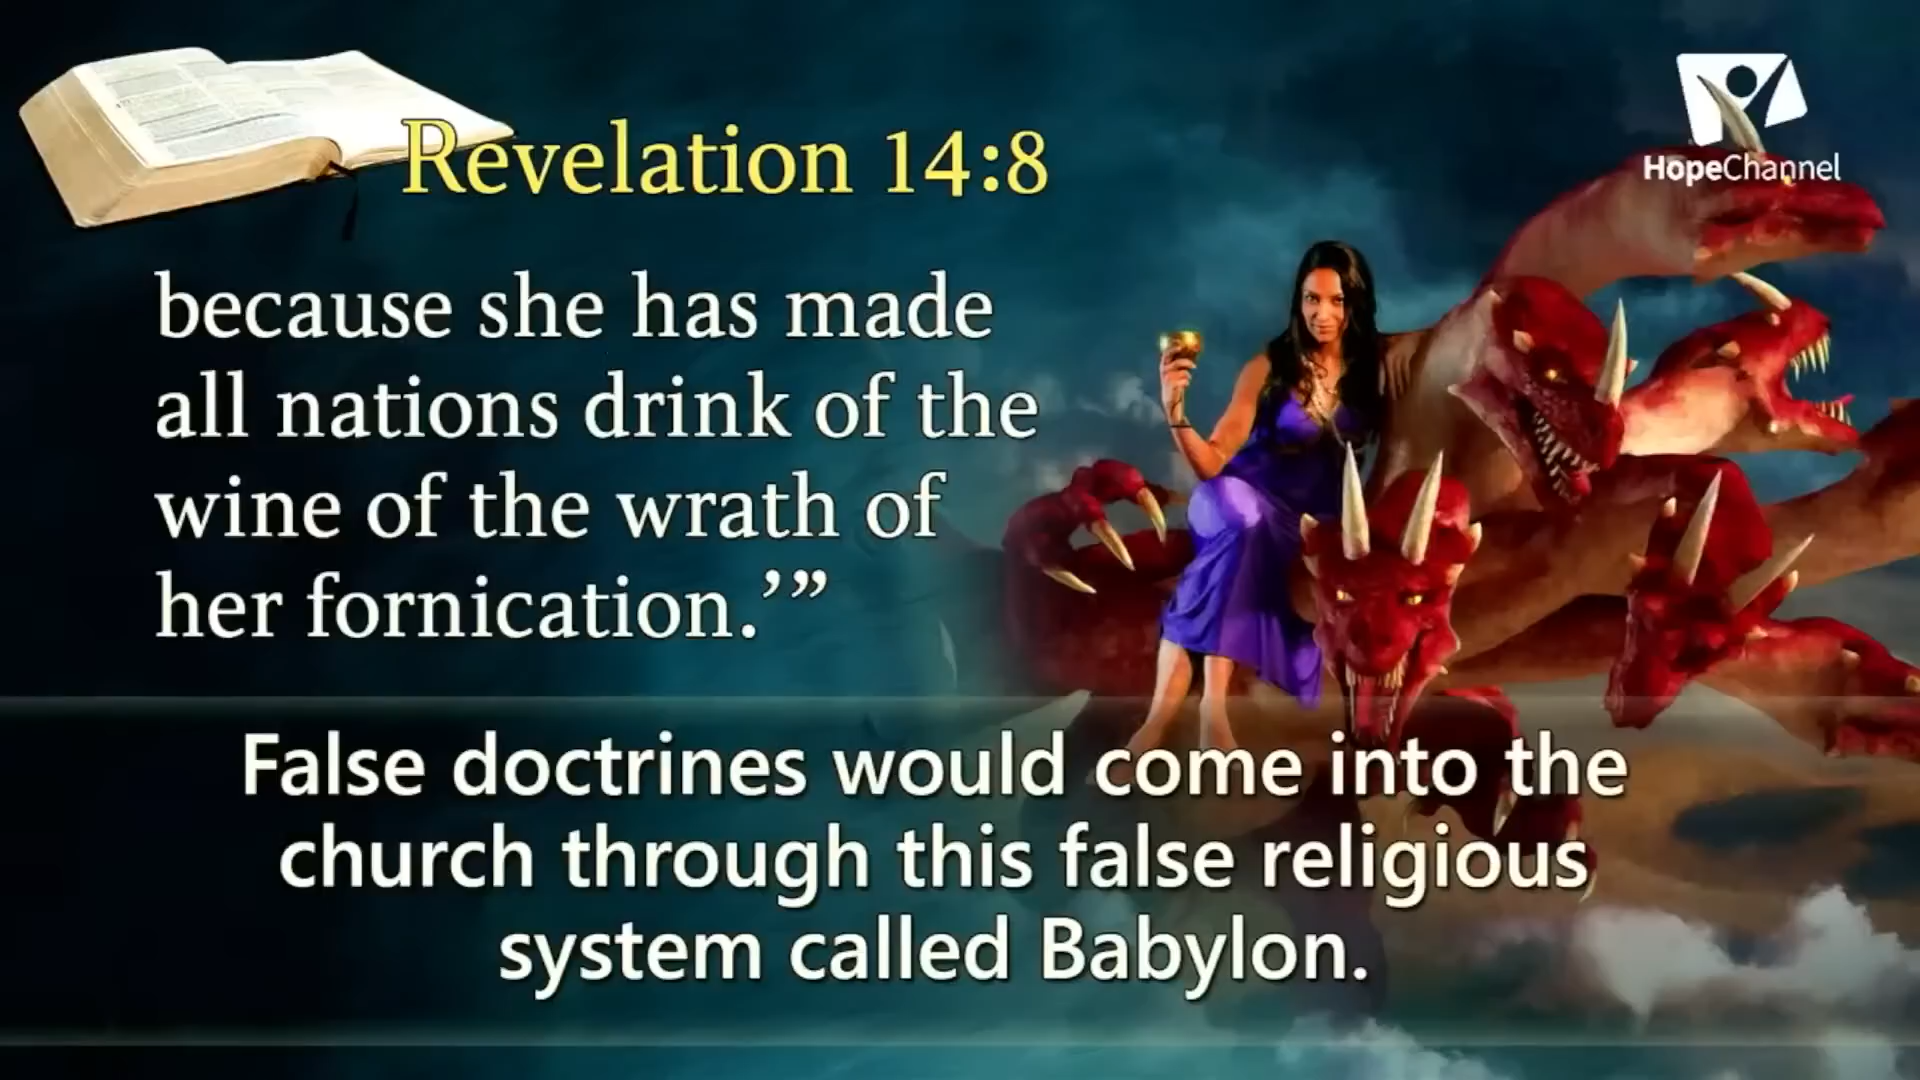 Revelation 14:8
HopeChannel
because she has made
all nations drink of the
wine of the wrath of
her fornication.’”
False doctrines would come into the
church through this false religious
system called Babylon.